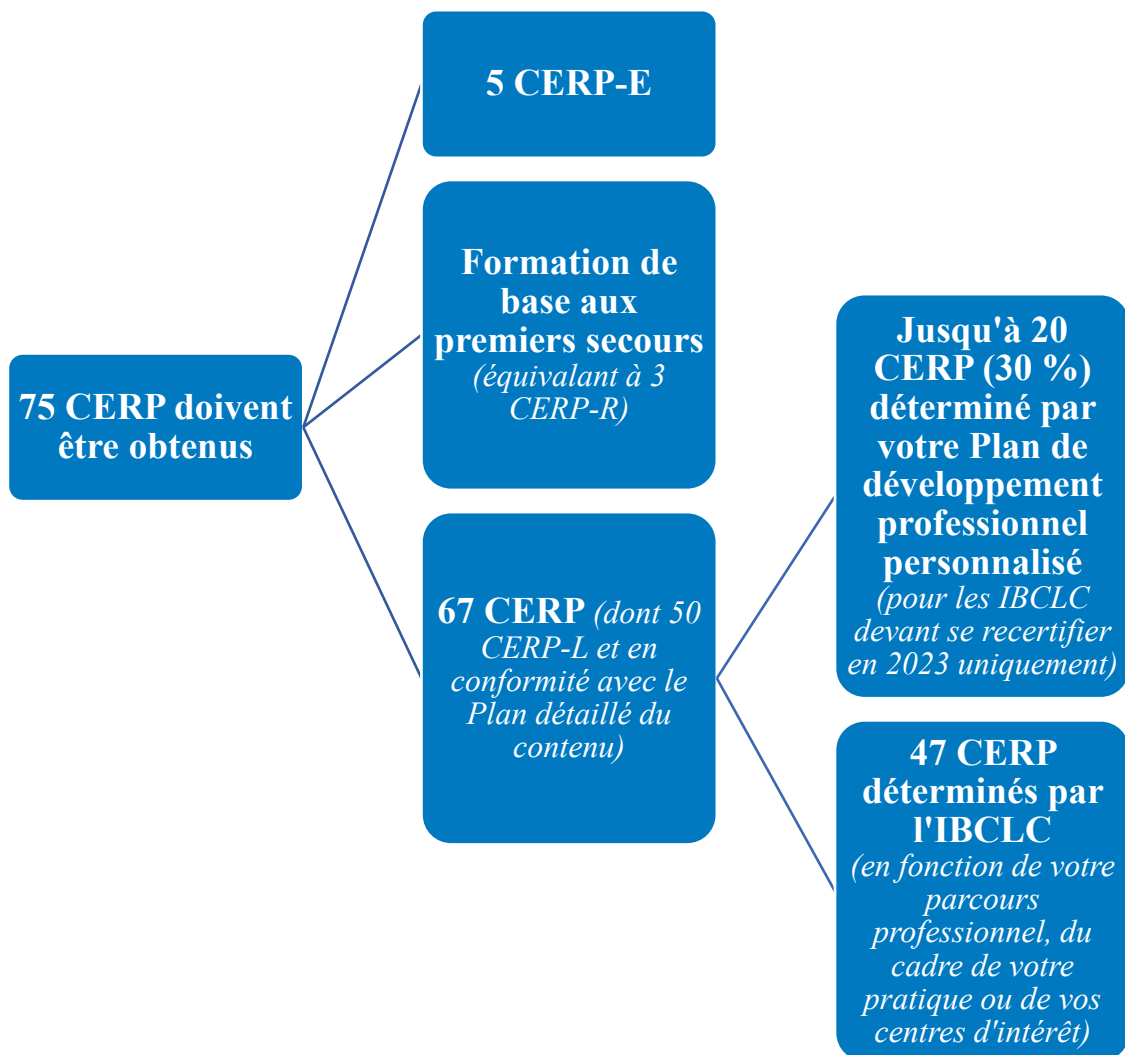 75 CERP doivent
être obtenus
5 CERP-E
Formation de
base aux
premiers secours
(équivalant à 3
CERP-R)
67 CERP (dont 50
CERP-L et en
conformité avec le
Plan détaillé du
contenu)
Jusqu'à 20
CERP (30 %)
déterminé par
votre Plan de
développement
professionnel
personnalisé
(pour les IBCLC
devant se recertifier
en 2023 uniquement)
47 CERP
déterminés par
l'IBCLC
(en fonction de votre
parcours
professionnel, du
cadre de votre
pratique ou de vos
centres d'intérêt)